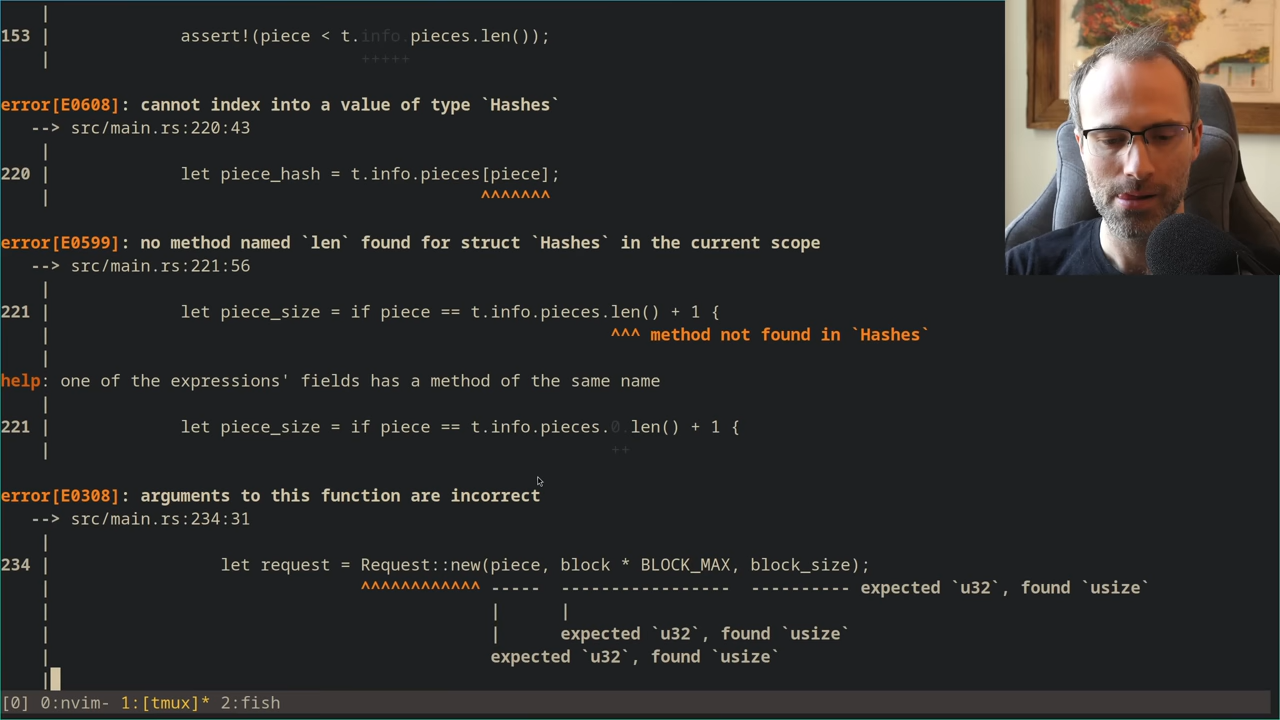 |
153 |             assert!(piece < t.info.pieces.len());
    |                               +++++
error[E0608]: cannot index into a value of type `Hashes`
   --> src/main.rs:220:43
    |
220 |             let piece_hash = t.info.pieces[piece];
    |                                           ^^^^^^^
error[E0599]: no method named `len` found for struct `Hashes` in the current scope
   --> src/main.rs:221:56
    |
221 |             let piece_size = if piece == t.info.pieces.len() + 1 {
    |                                                        ^^^ method not found in `Hashes`
    |
help: one of the expressions' fields has a method of the same name
    |
221 |             let piece_size = if piece == t.info.pieces.0.len() + 1 {
    |                                                        ++
error[E0308]: arguments to this function are incorrect
   --> src/main.rs:234:31
    |
234 |                 let request = Request::new(piece, block * BLOCK_MAX, block_size);
    |                               ^^^^^^^^^^^^ -----  -----------------  ---------- expected `u32`, found `usize`
    |                                            |      |
    |                                            |      expected `u32`, found `usize`
    |                                            expected `u32`, found `usize`
    |
[0] 0:nvim- 1:[tmux]* 2:fish